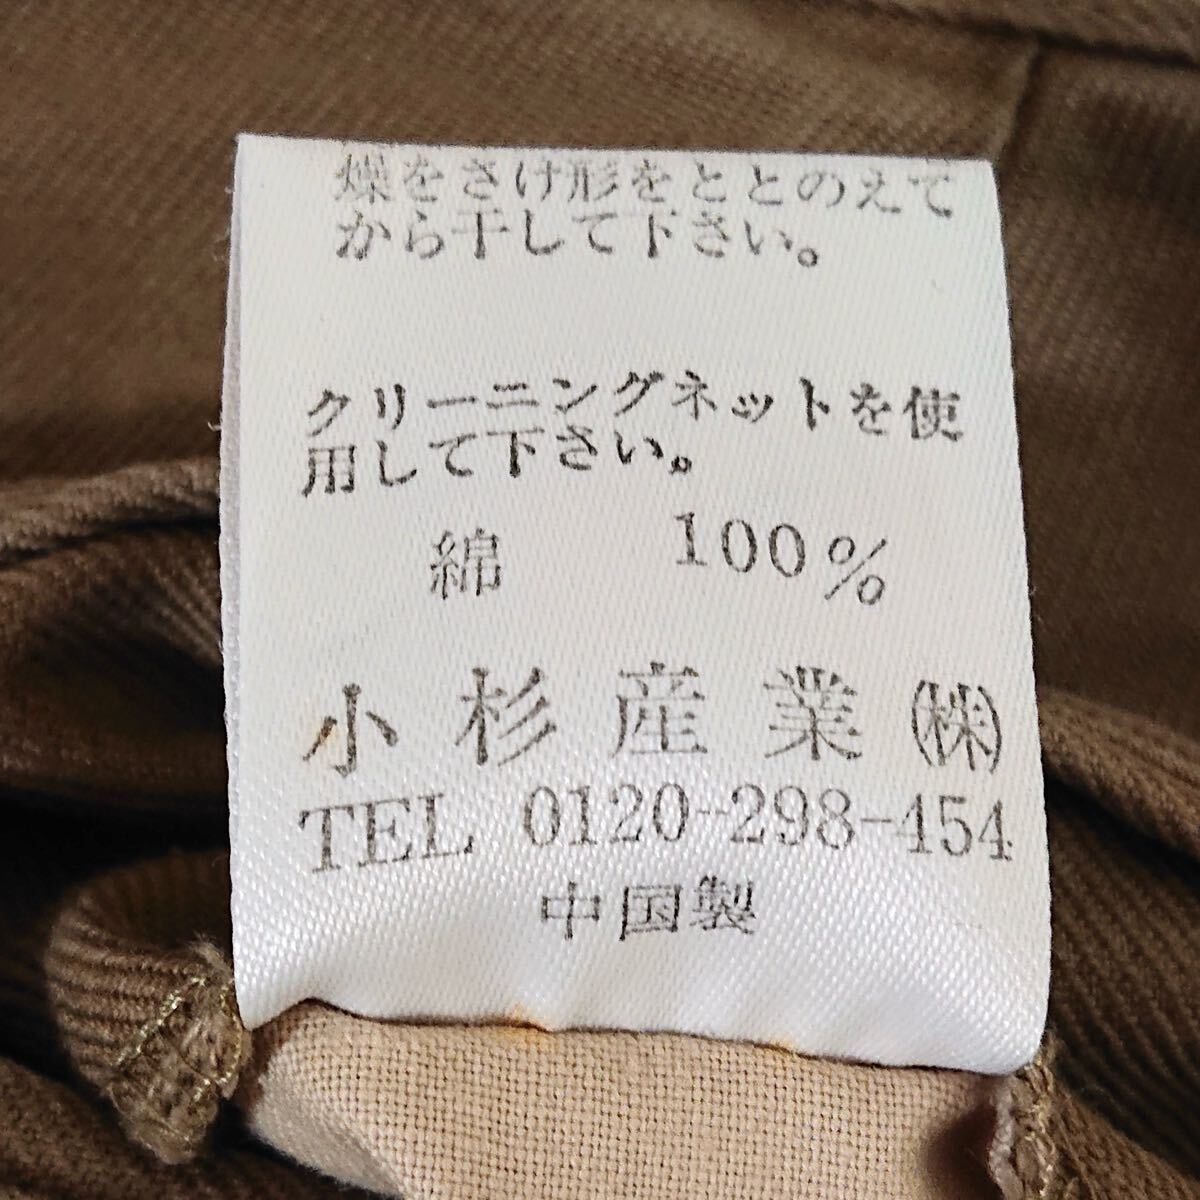 燥をさけ形をととのえて
から干して下さい。
クリーニングネットを使
用して下さい。
綿 100%
小杉産業㈱
TEL 0120-298-454
中国製